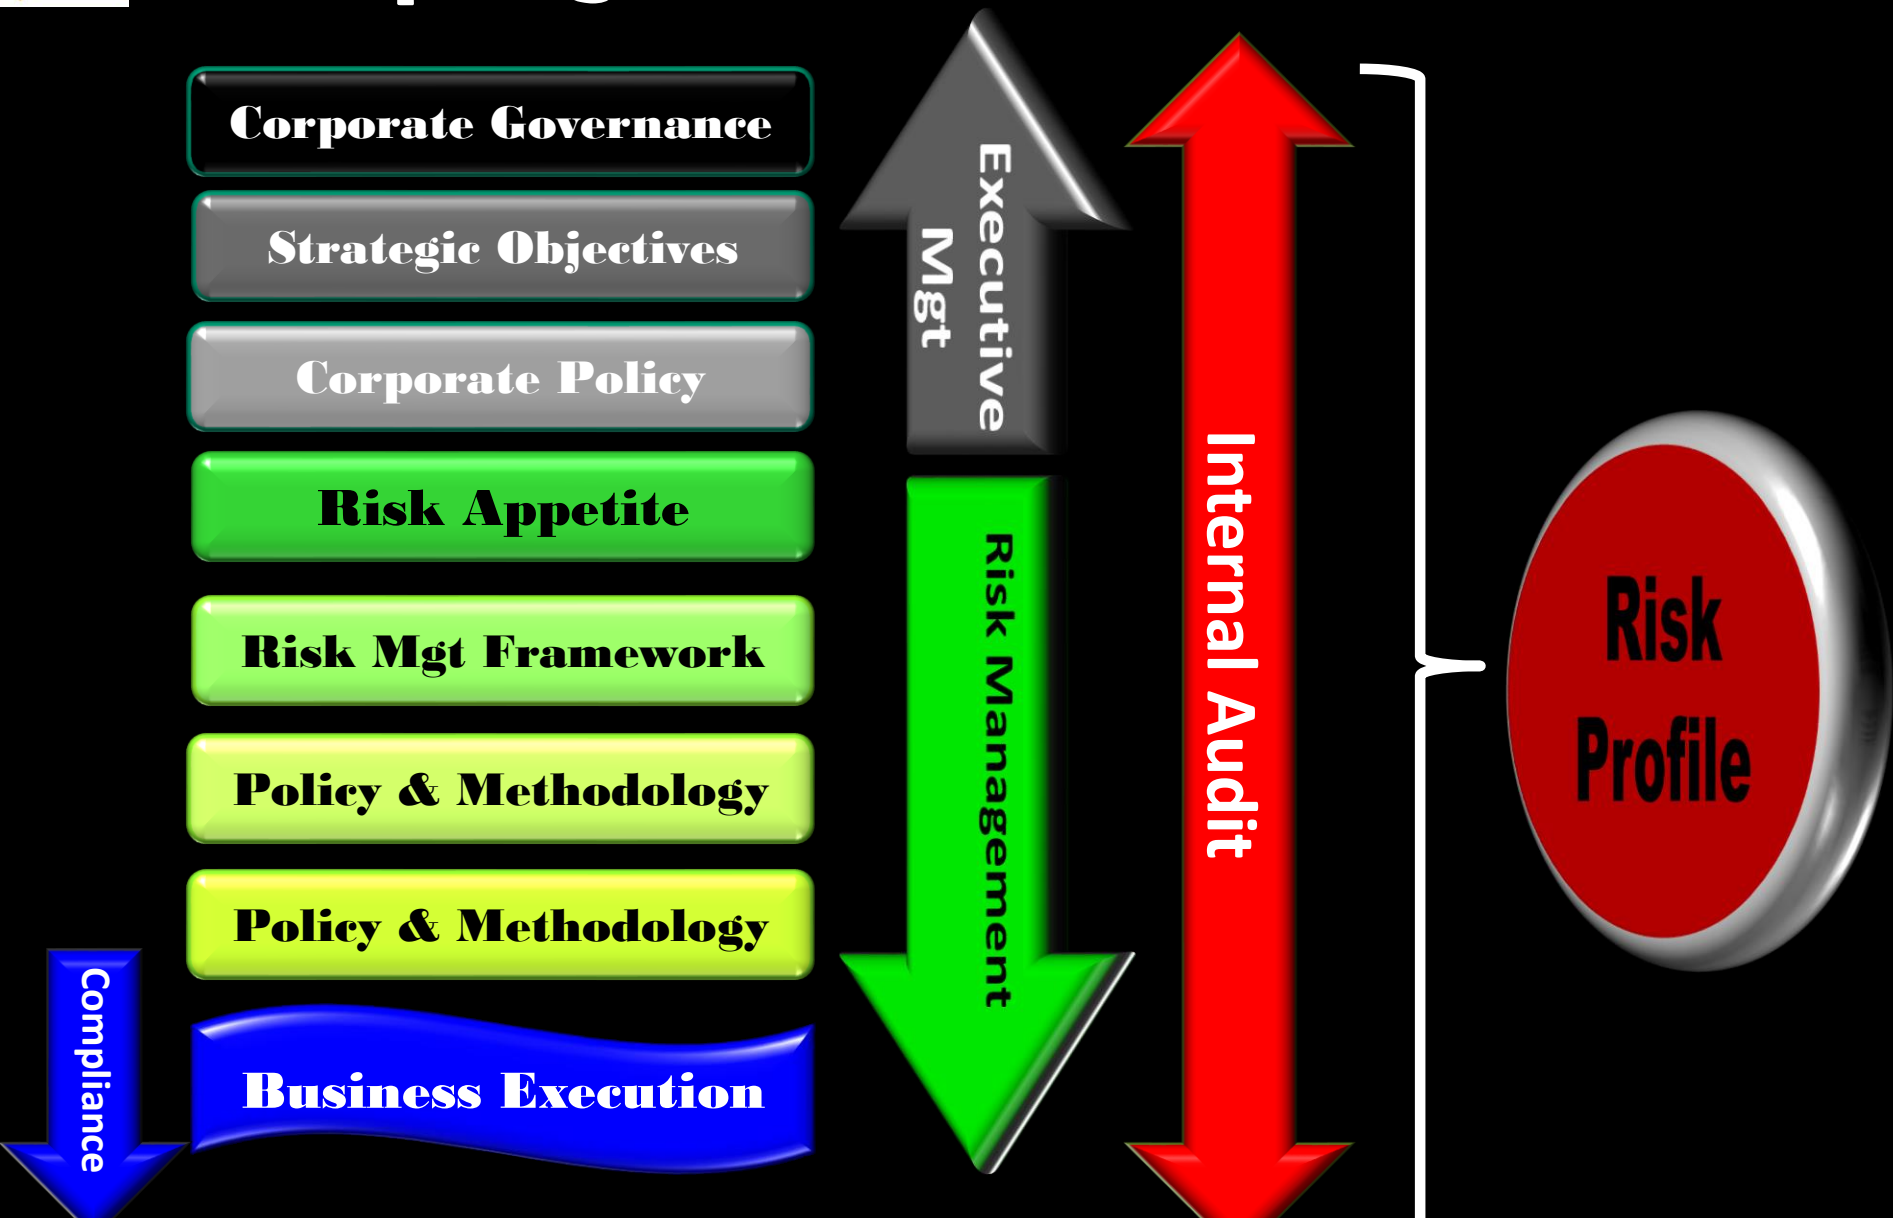 Corporate Governance
Strategic Objectives
Corporate Policy
Risk Appetite
Risk Mgt Framework
Policy & Methodology
Policy & Methodology
Business Execution
Compliance
Executive
Mgt
Risk Management
Internal Audit
Risk
Profile